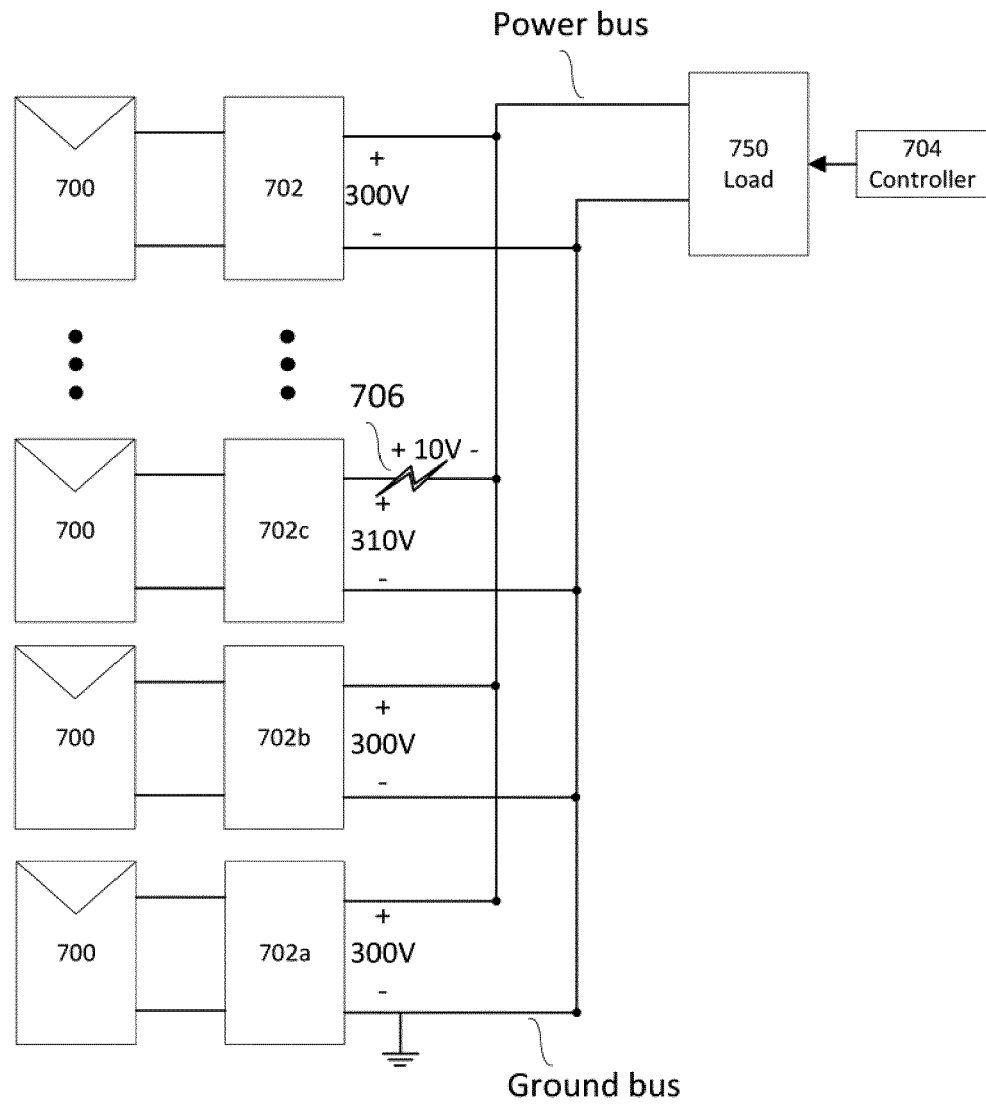 Power bus
700
702
+
300V
-
750
Load
704
Controller
706
+ 10V -
700
702c
+
310V
-
700
702b
+
300V
-
700
702a
+
300V
-
Ground bus